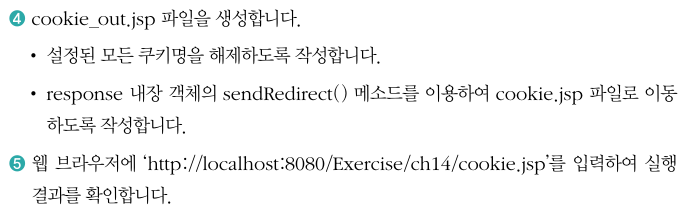 ❹ cookie_out.jsp 파일을 생성합니다.
• 설정된 모든 쿠키명을 해제하도록 작성합니다.
• response 내장 객체의 sendRedirect() 메소드를 이용하여 cookie.jsp 파일로 이동
하도록 작성합니다.
❺ 웹 브라우저에 ‘http://localhost:8080/Exercise/ch14/cookie.jsp’를 입력하여 실행
결과를 확인합니다.